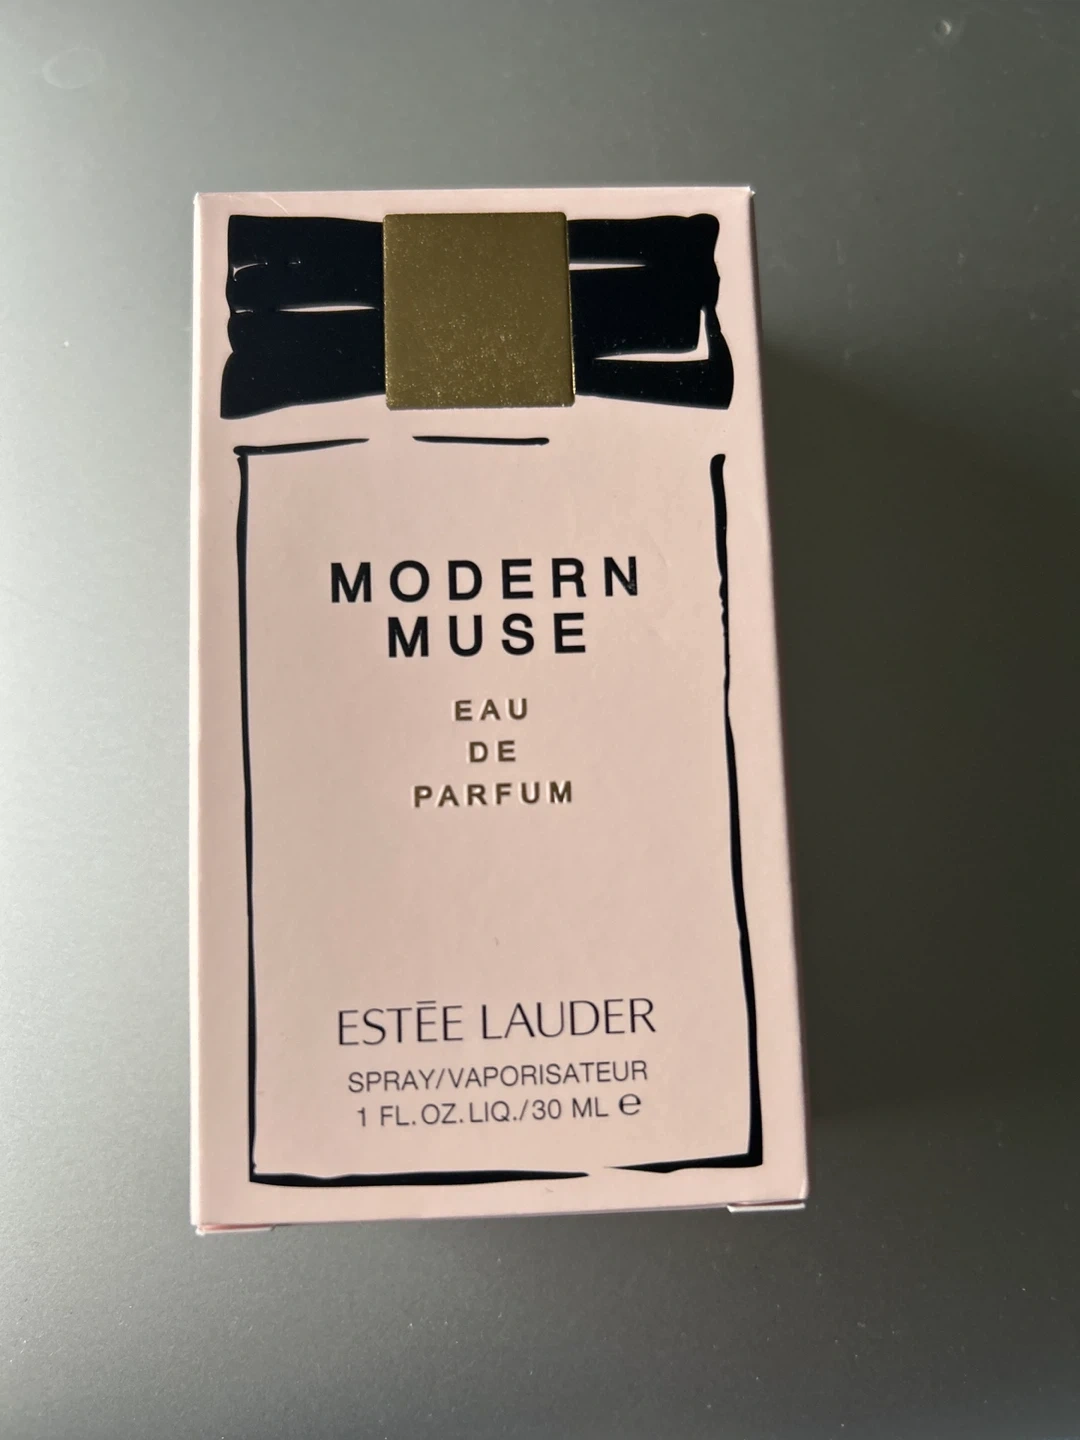 MODERN
MUSE
EAU
DE
PARFUM
ESTĒE LAUDER
SPRAY/VAPORISATEUR
1 FL.OZ.LIQ./30 ML ℮